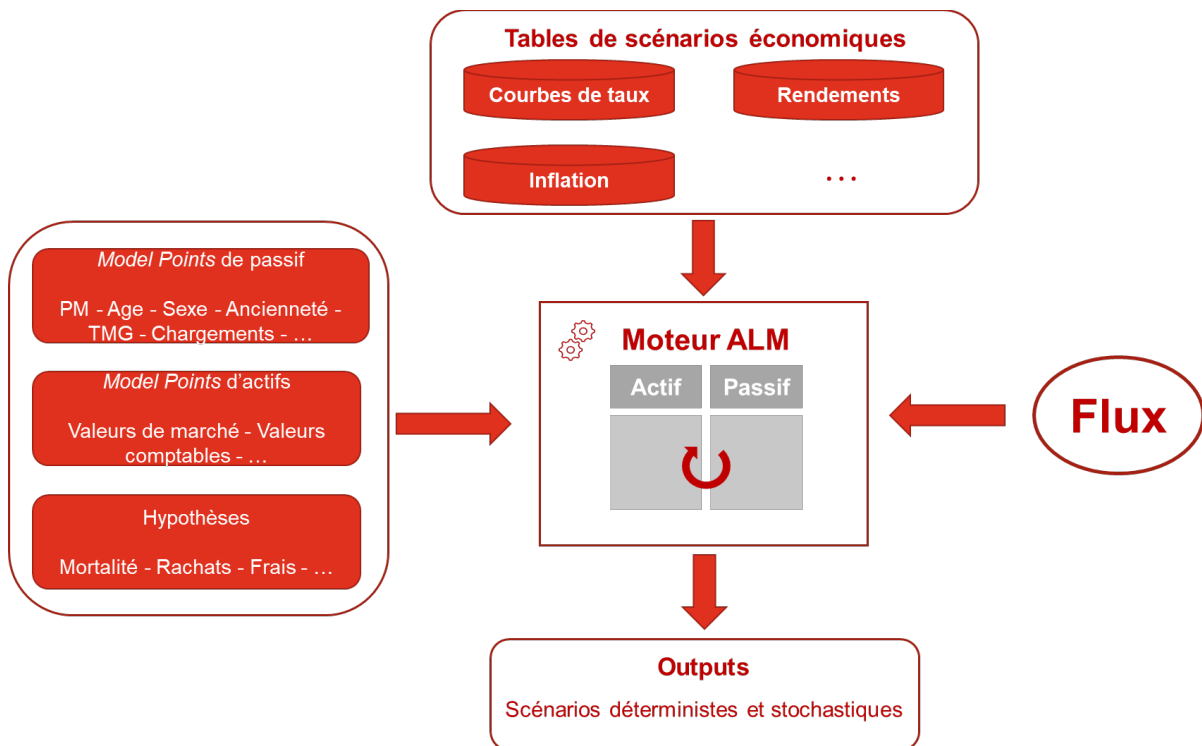 Tables de scénarios économiques
Courbes de taux
Rendements
Inflation
...
Model Points de passif
PM - Age - Sexe - Ancienneté -
TMG - Chargements - ...
Model Points d'actifs
Valeurs de marché - Valeurs
comptables - ...
Hypothèses
Mortalité - Rachats - Frais - ...
Moteur ALM
Actif
Passif
Flux
Outputs
Scénarios déterministes et stochastiques